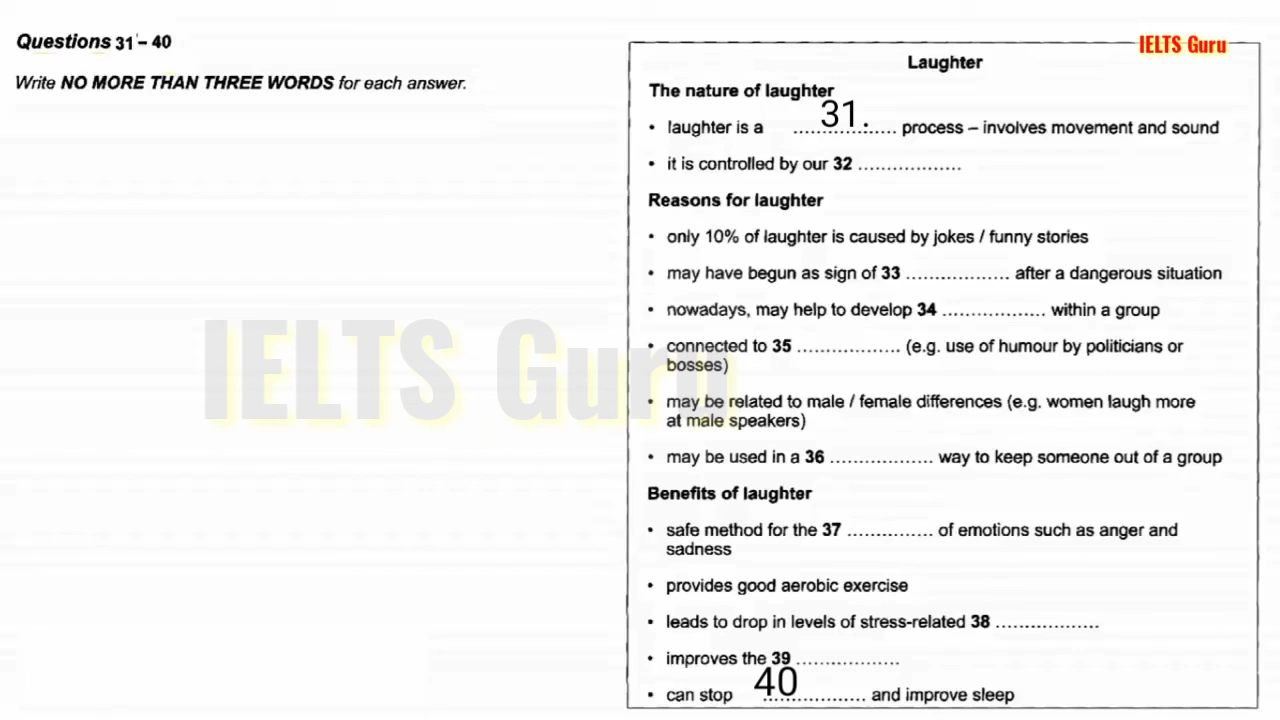 Questions 31 – 40
Write NO MORE THAN THREE WORDS for each answer.
IELTS Guru
Laughter
The nature of laughter
• laughter is a 31. .................. process – involves movement and sound
• it is controlled by our 32 ..................
Reasons for laughter
• only 10% of laughter is caused by jokes / funny stories
• may have begun as sign of 33 .................. after a dangerous situation
• nowadays, may help to develop 34 .................. within a group
• connected to 35 .................. (e.g. use of humour by politicians or
bosses)
• may be related to male / female differences (e.g. women laugh more
at male speakers)
• may be used in a 36 .................. way to keep someone out of a group
Benefits of laughter
• safe method for the 37 ............... of emotions such as anger and
sadness
• provides good aerobic exercise
• leads to drop in levels of stress-related 38 ..................
• improves the 39 ..................
• can stop 40 .................. and improve sleep
IELTS Guru